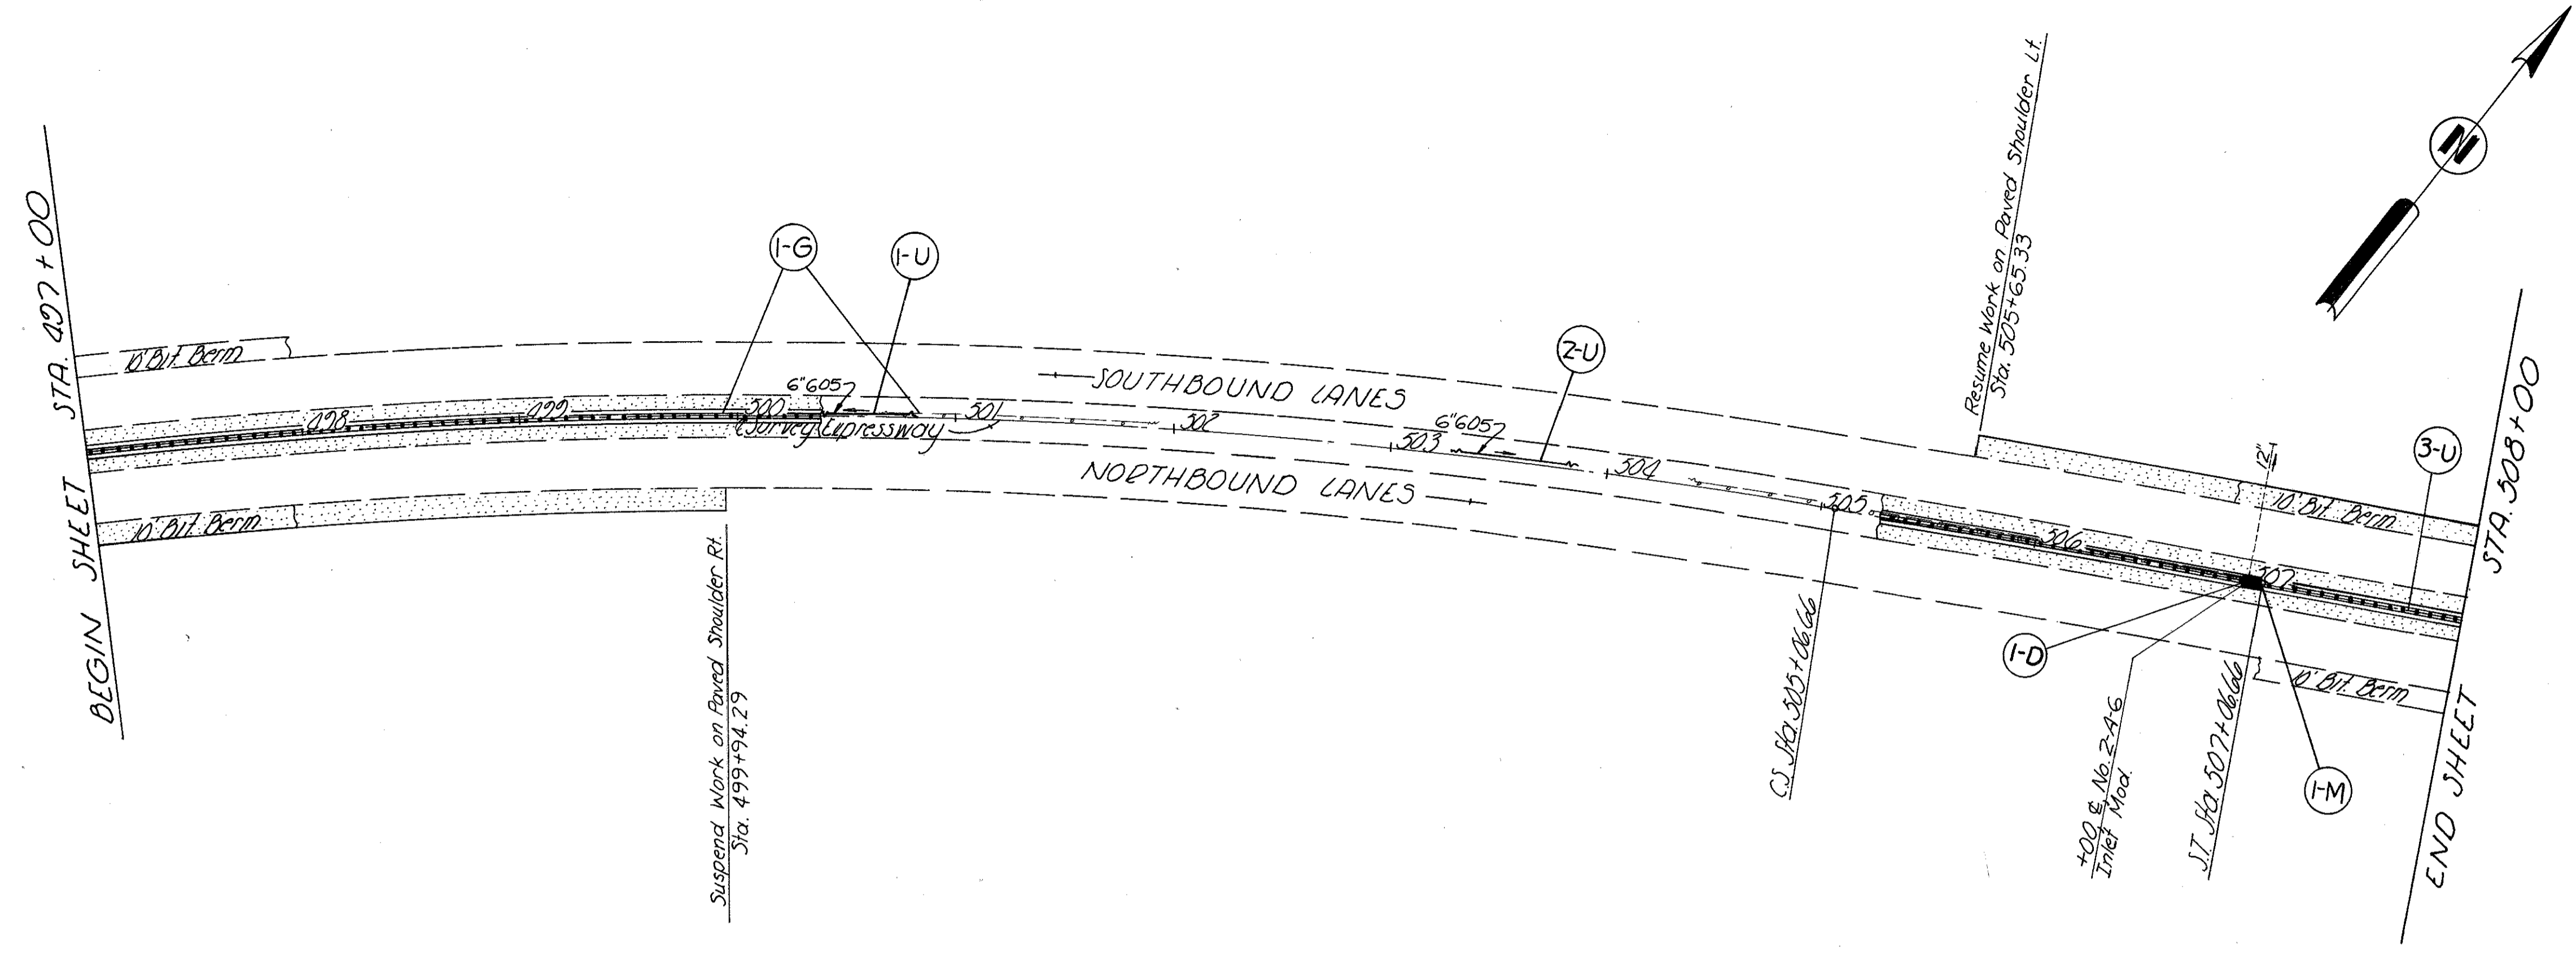 BEGIN SHEET STA. 497+00
10' Bit. Berm
10' Bit. Berm
498
499
500
1-G
1-U
6" 605
501
₵ Survey Expressway
502
SOUTHBOUND LANES
NORTHBOUND LANES
Suspend Work on Paved Shoulder Rt.
Sta. 499+94.29
2-U
6" 605
503
504
505
C.S. Sta. 505+06.66
Resume Work on Paved Shoulder Lt.
Sta. 505+65.33
506
12"
507
10' Bit. Berm
10' Bit. Berm
3-U
1-D
+00, ₵, No. 2-A-6
Inlet Mod.
S.T. Sta. 507+06.66
1-M
N
END SHEET STA. 508+00